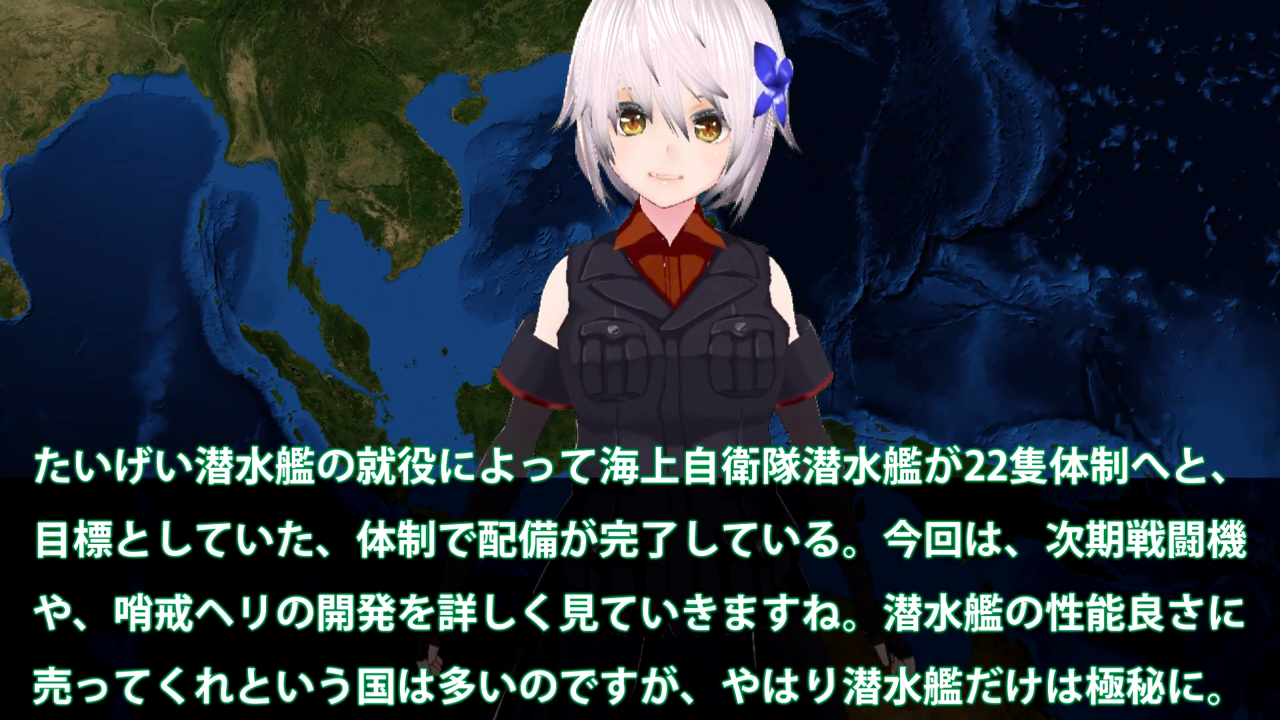 たいげい潜水艦の就役によって海上自衛隊潜水艦が22隻体制へと、
目標としていた、体制で配備が完了している。今回は、次期戦闘機
や、哨戒ヘリの開発を詳しく見ていきますね。潜水艦の性能良さに
売ってくれという国は多いのですが、やはり潜水艦だけは極秘に。